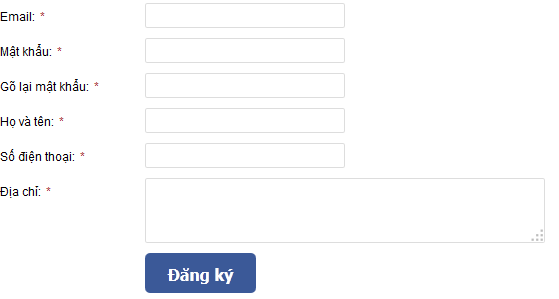 Email: *
Mật khẩu: *
Gõ lại mật khẩu: *
Họ và tên: *
Số điện thoại: *
Địa chỉ: *
Đăng ký